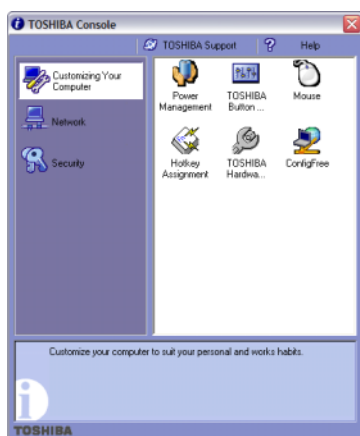 TOSHIBA Console
TOSHIBA Support
? Help
Customizing Your
Computer
Network
Security
Power
Management
TOSHIBA
Button ...
Mouse
Hotkey
Assignment
TOSHIBA
Hardwa...
ConfigFree
Customize your computer to suit your personal and works habits.
i
TOSHIBA